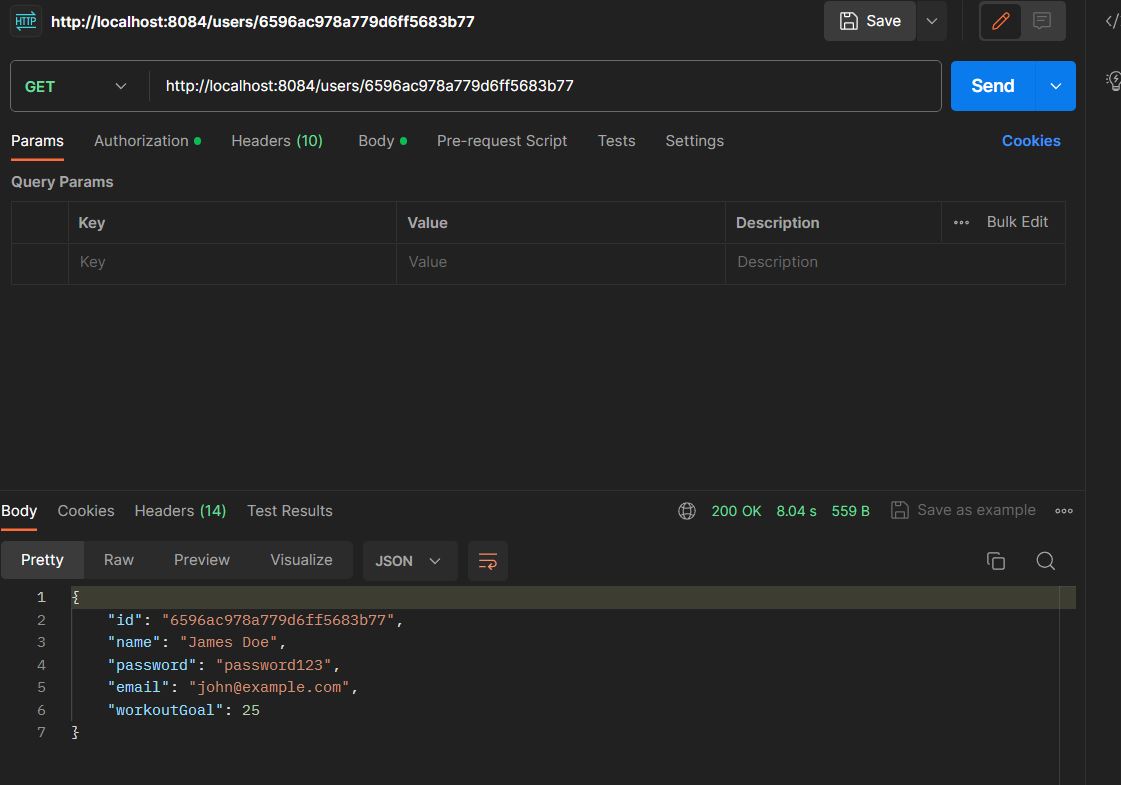 HTTP http://localhost:8084/users/6596ac978a779d6ff5683b77 Save
GET http://localhost:8084/users/6596ac978a779d6ff5683b77 Send
Params Authorization Headers (10) Body Pre-request Script Tests Settings Cookies
Query Params
Key Value Description Bulk Edit
Key Value Description
Body Cookies Headers (14) Test Results 200 OK 8.04 s 559 B Save as example
Pretty Raw Preview Visualize JSON
1 {
2 "id": "6596ac978a779d6ff5683b77",
3 "name": "James Doe",
4 "password": "password123",
5 "email": "john@example.com",
6 "workoutGoal": 25
7 }